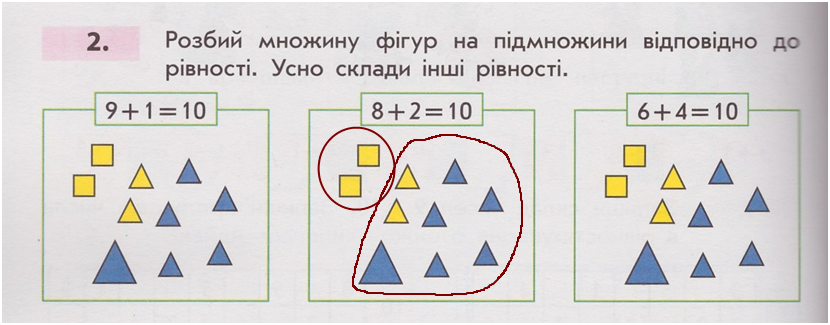 2. Розбий множину фігур на підмножини відповідно до
рівності. Усно склади інші рівності.
9+1=10
8+2=10
6+4=10